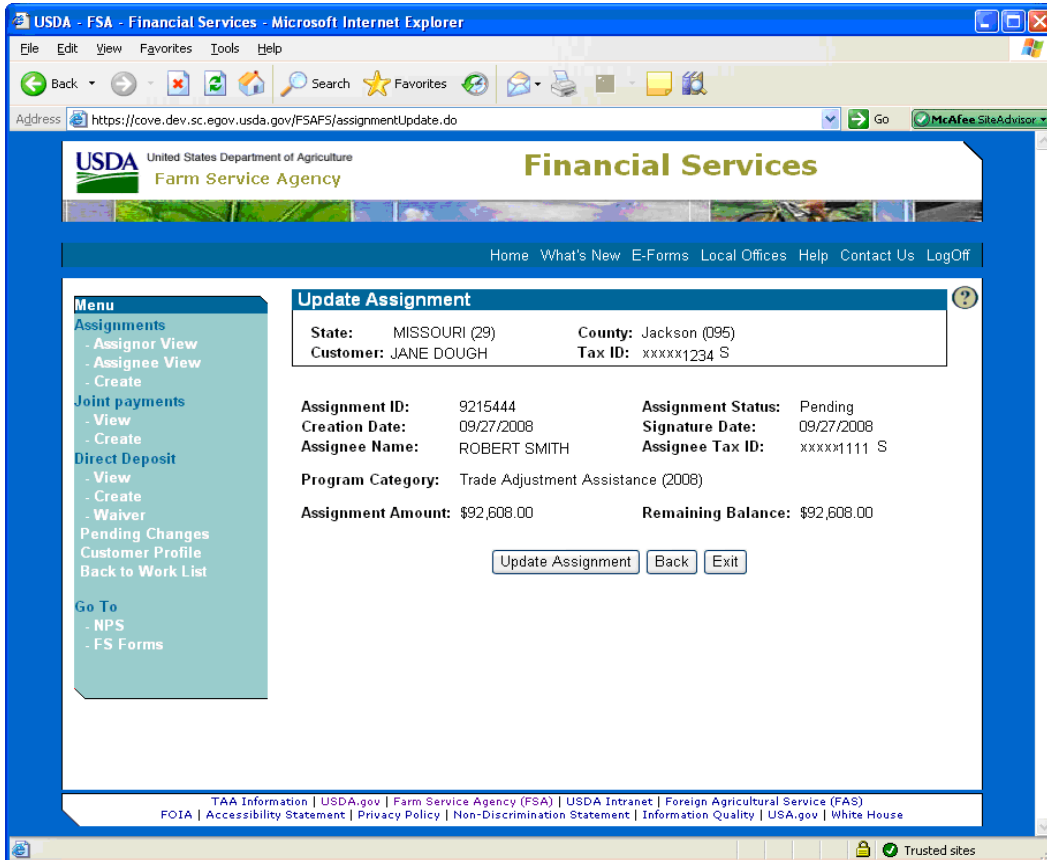 USDA - FSA - Financial Services - Microsoft Internet Explorer
File Edit View Favorites Tools Help
Back Search Favorites
Address https://cove.dev.sc.egov.usda.gov/FSAFS/assignmentUpdate.do Go McAfee SiteAdvisor
USDA United States Department of Agriculture
Farm Service Agency
Financial Services
Home What's New E-Forms Local Offices Help Contact Us LogOff
Menu
Assignments
- Assignor View
- Assignee View
- Create
Joint payments
- View
- Create
Direct Deposit
- View
- Create
- Waiver
Pending Changes
Customer Profile
Back to Work List
Go To
- NPS
- FS Forms
Update Assignment ?
State: MISSOURI (29) County: Jackson (095)
Customer: JANE DOUGH Tax ID: xxxxx1234 S
Assignment ID: 9215444 Assignment Status: Pending
Creation Date: 09/27/2008 Signature Date: 09/27/2008
Assignee Name: ROBERT SMITH Assignee Tax ID: xxxxx1111 S
Program Category: Trade Adjustment Assistance (2008)
Assignment Amount: $92,608.00 Remaining Balance: $92,608.00
Update Assignment Back Exit
TAA Information | USDA.gov | Farm Service Agency (FSA) | USDA Intranet | Foreign Agricultural Service (FAS)
FOIA | Accessibility Statement | Privacy Policy | Non-Discrimination Statement | Information Quality | USA.gov | White House
Trusted sites